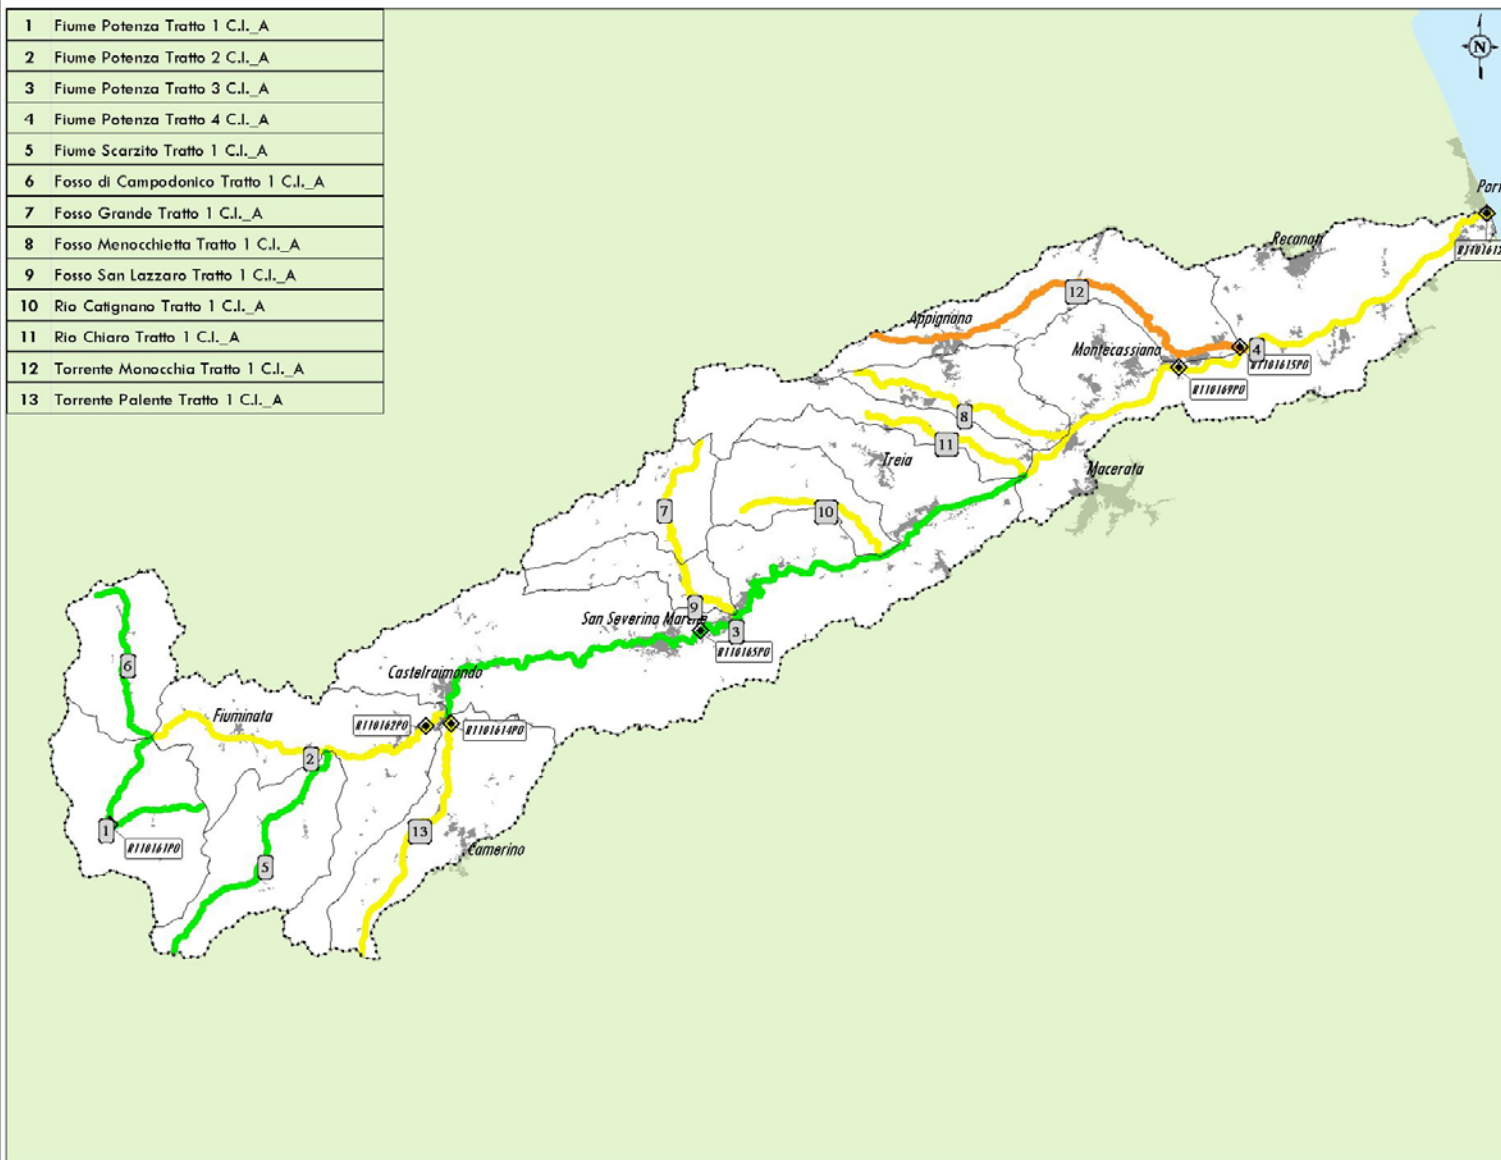 1 Fiume Potenza Tratto 1 C.I._A
2 Fiume Potenza Tratto 2 C.I._A
3 Fiume Potenza Tratto 3 C.I._A
4 Fiume Potenza Tratto 4 C.I._A
5 Fiume Scarzito Tratto 1 C.I._A
6 Fosso di Campodonico Tratto 1 C.I._A
7 Fosso Grande Tratto 1 C.I._A
8 Fosso Menocchietta Tratto 1 C.I._A
9 Fosso San Lazzaro Tratto 1 C.I._A
10 Rio Catignano Tratto 1 C.I._A
11 Rio Chiaro Tratto 1 C.I._A
12 Torrente Monocchia Tratto 1 C.I._A
13 Torrente Palente Tratto 1 C.I._A
N
Port
R1101612
Recanati
12
Appignano
Montecassiano
4
R1101615PO
R110169PO
8
11
Treia
Macerata
7
10
9
San Severino Marche
3
R110165PO
6
Castelraimondo
Fiuminata
R110162PO
R1101614PO
2
1
R110161PO
13
Camerino
5